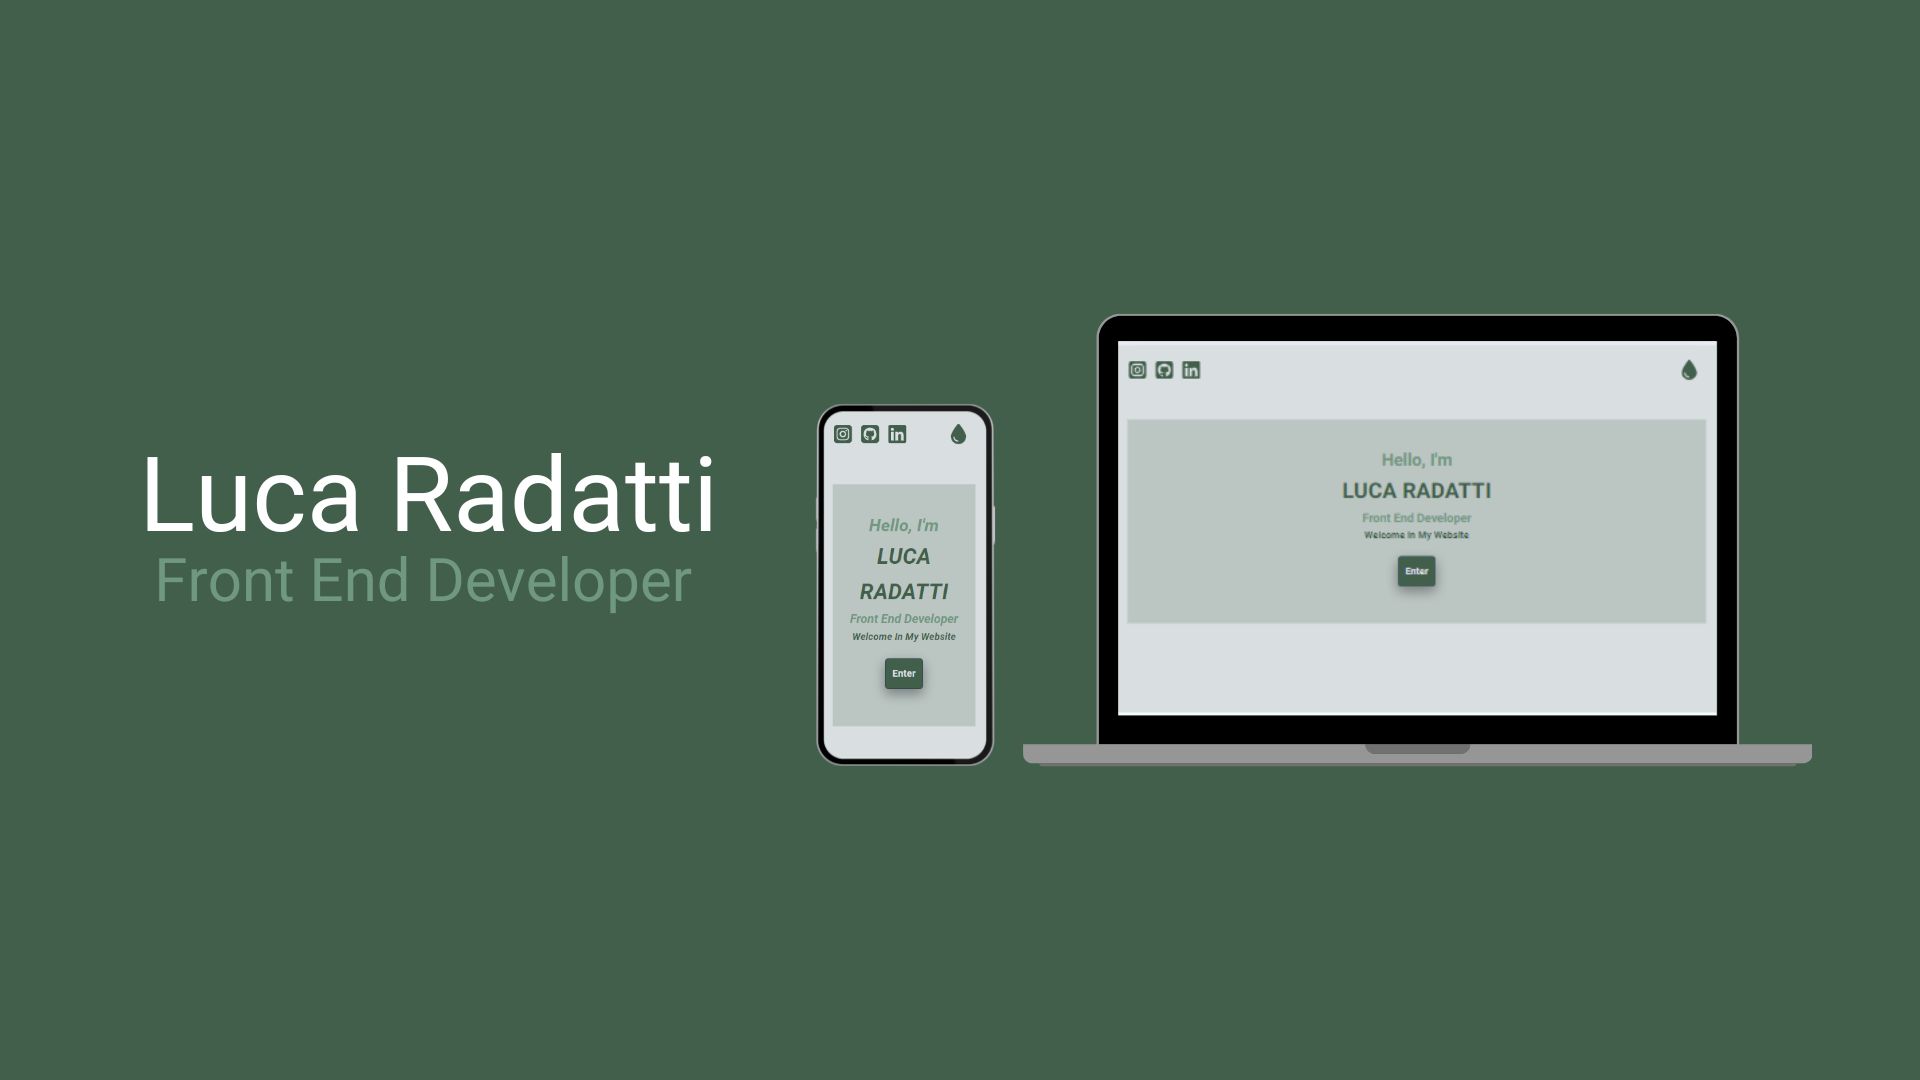 Luca Radatti
Front End Developer
Hello, I'm
LUCA
RADATTI
Front End Developer
Welcome In My Website
Enter
Hello, I'm
LUCA RADATTI
Front End Developer
Welcome In My Website
Enter